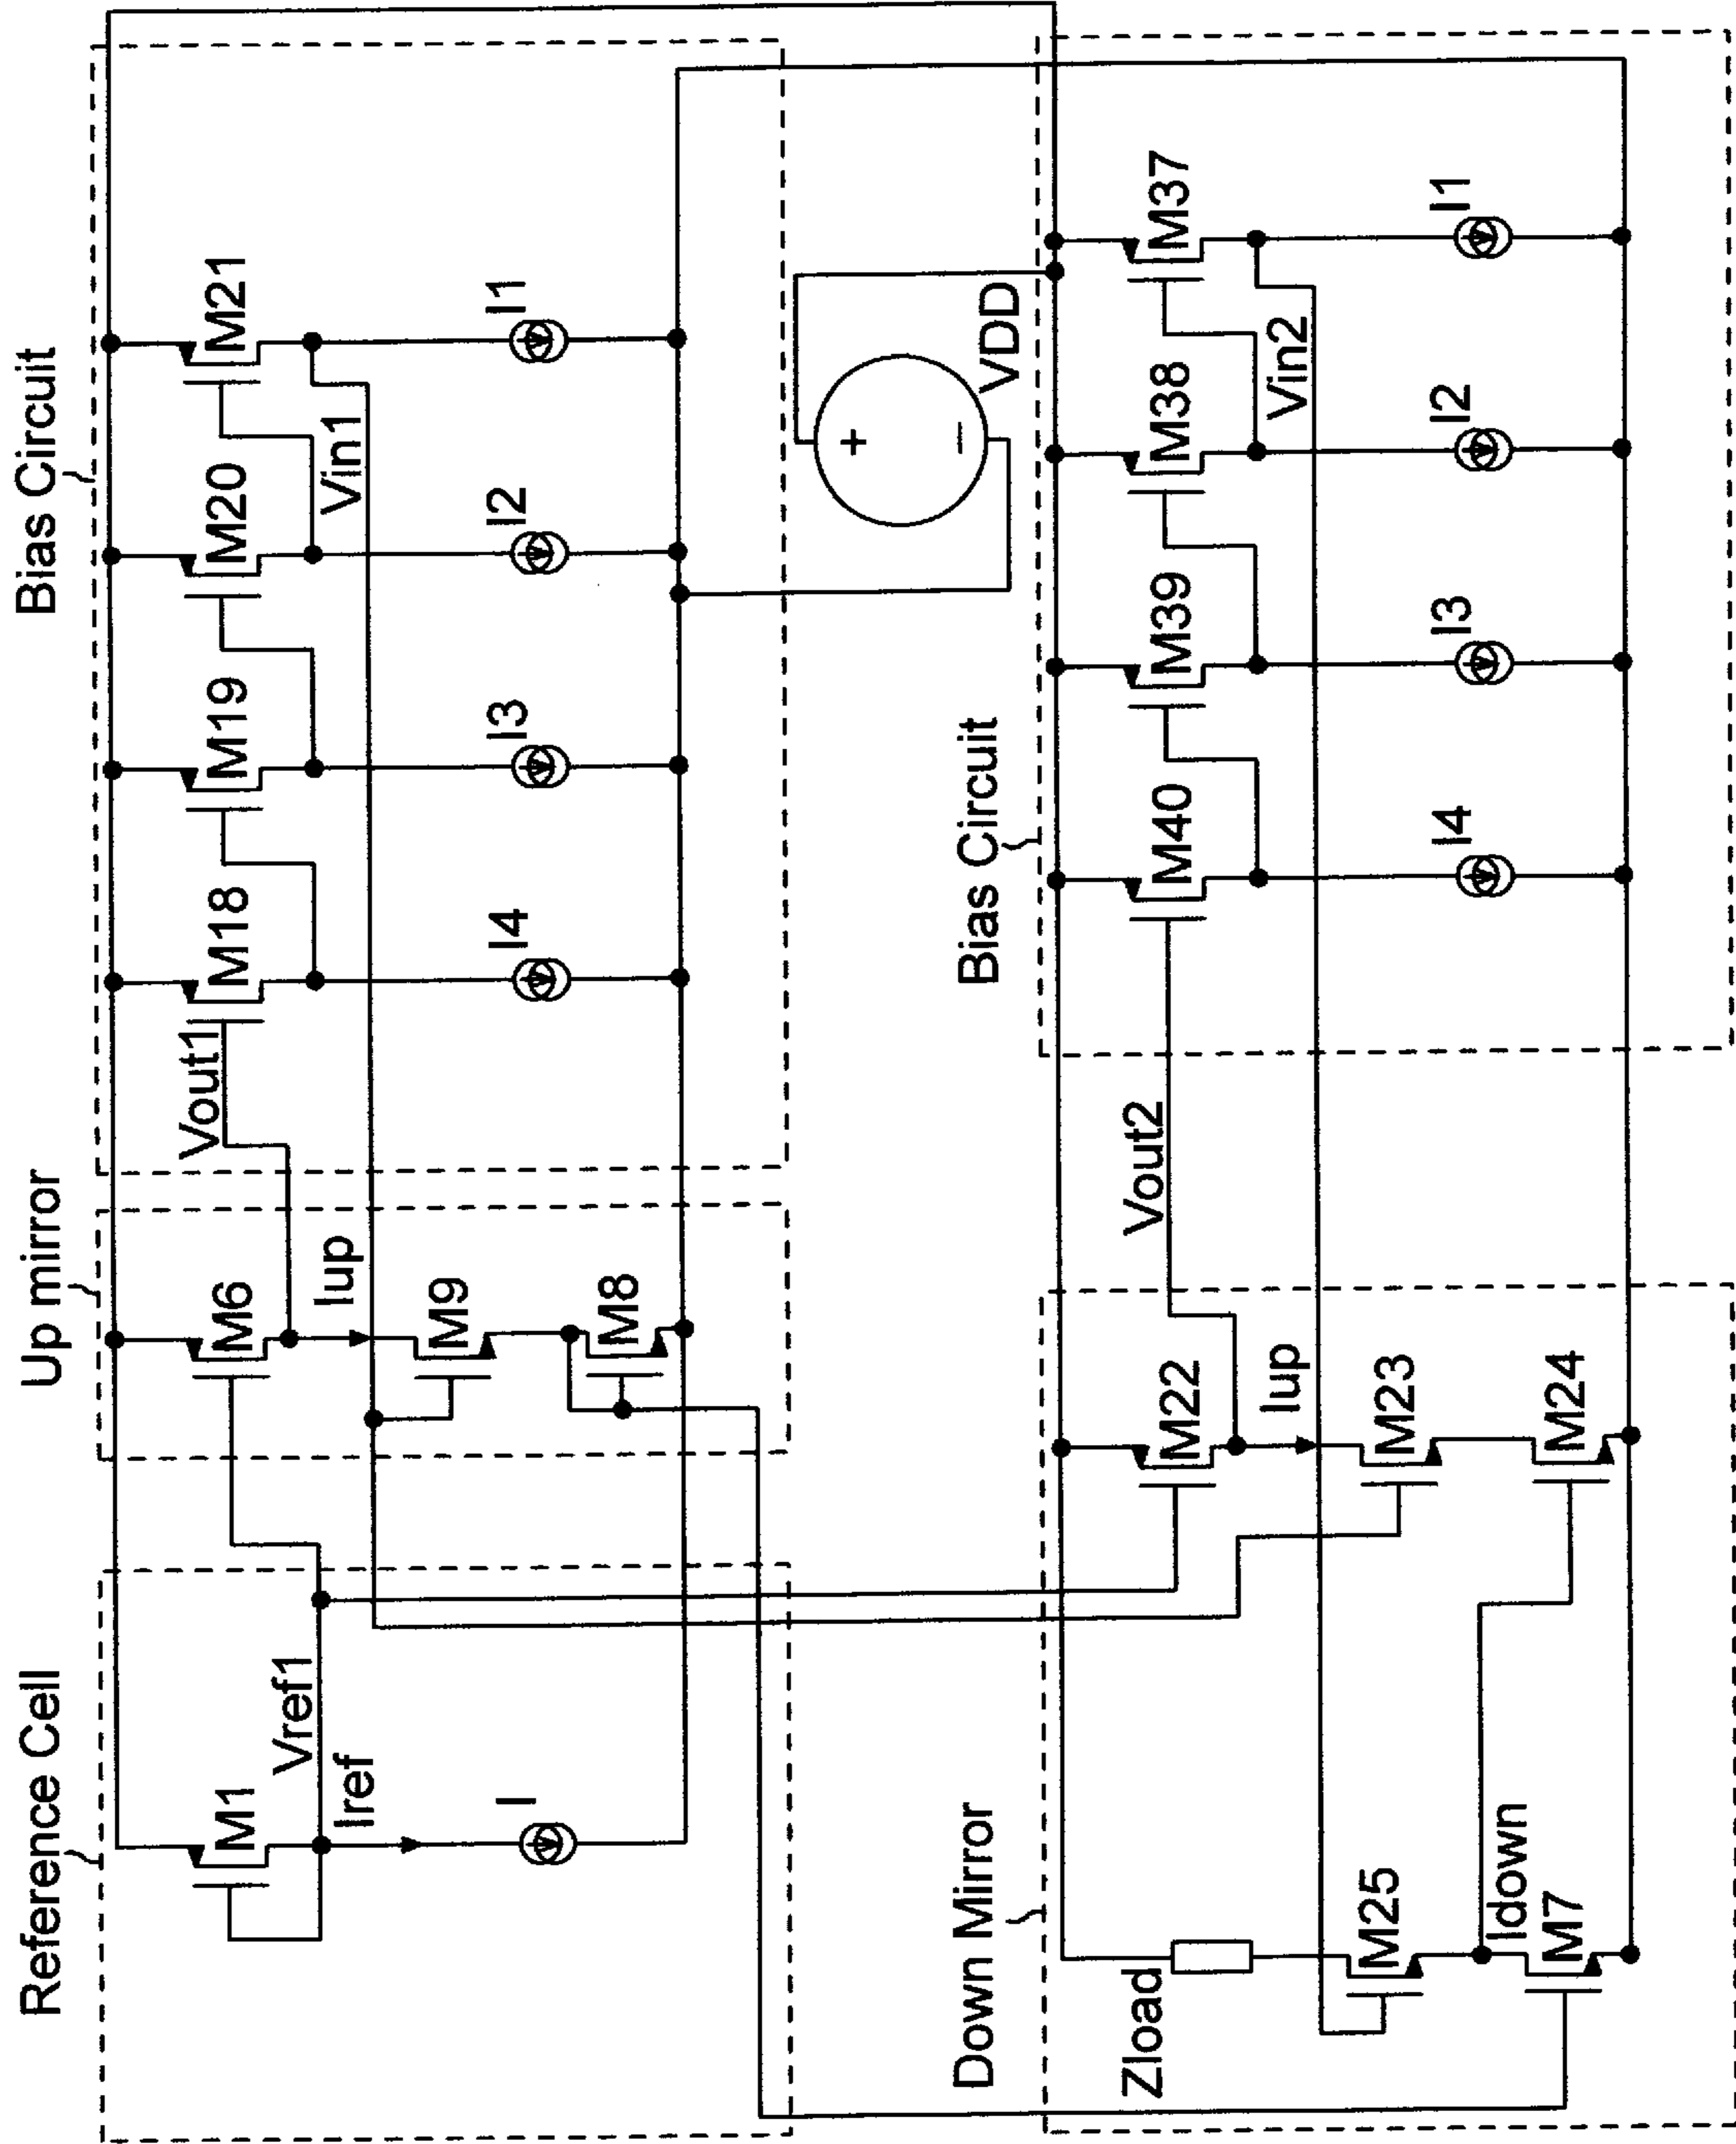 Reference Cell
Up mirror
Bias Circuit
M1
Vref1
Iref
I
M6
Iup
M9
M8
Vout1
M18
M19
M20
M21
Vin1
I4
I3
I2
I1
+
−
VDD
Down Mirror
Bias Circuit
Zload
M25
Idown
M7
M22
Iup
M23
M24
Vout2
M40
M39
M38
M37
Vin2
I4
I3
I2
I1